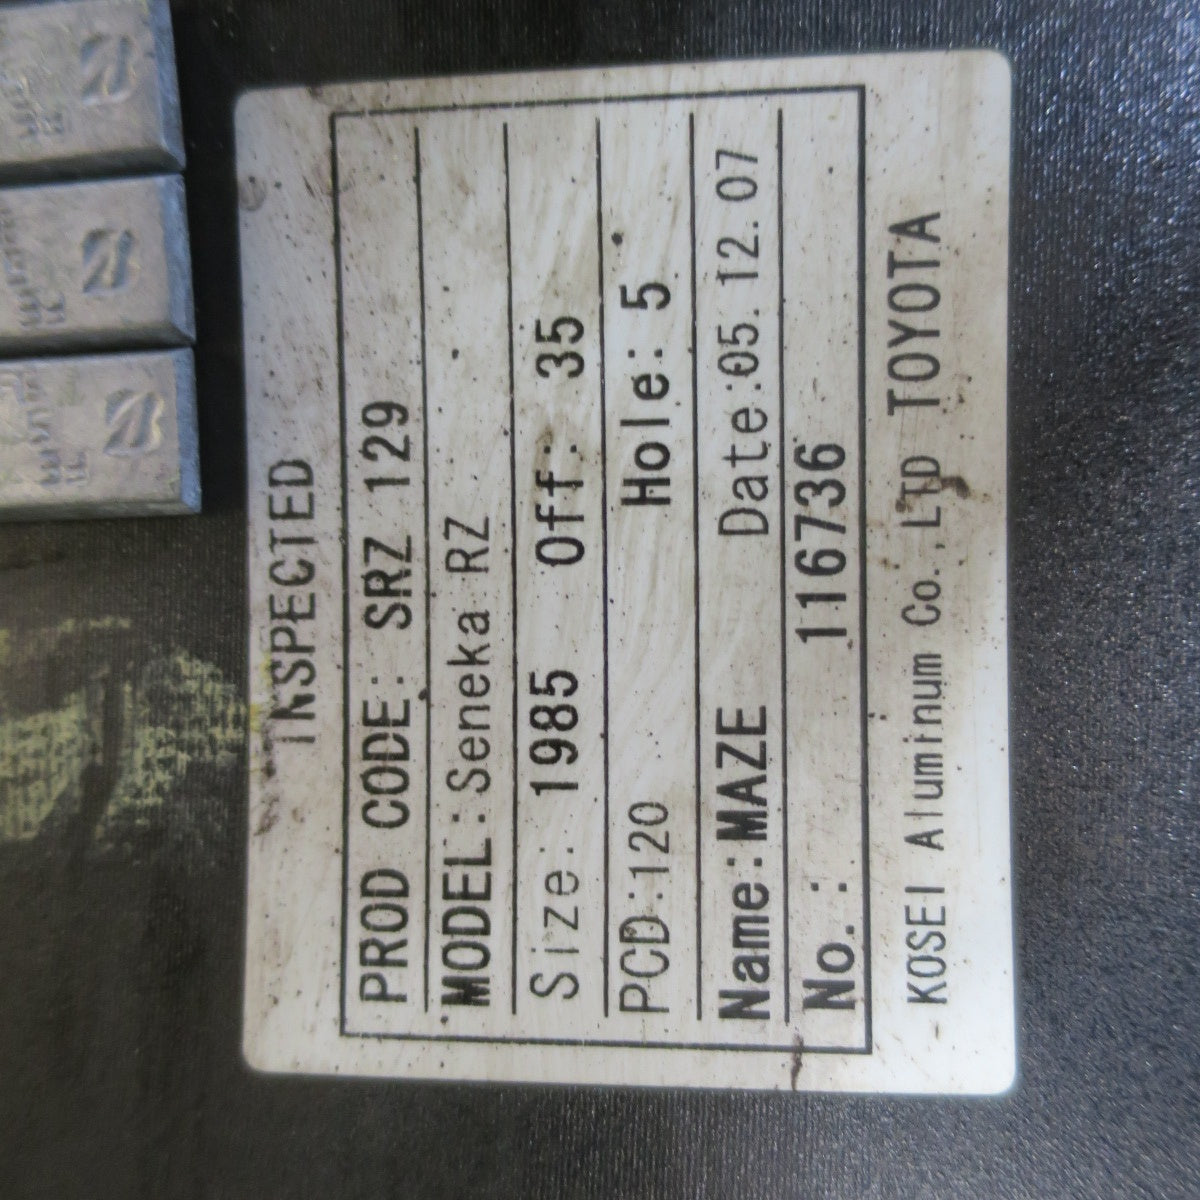 INSPECTED
PROD CODE: SRZ 129
MODEL:Seneka RZ
Size: 1985 Off: 35
PCD:120 Hole: 5
Name:MAZE Date:05.12.07
No.: 116736
KOSEI Aluminum Co.,LTD TOYOTA